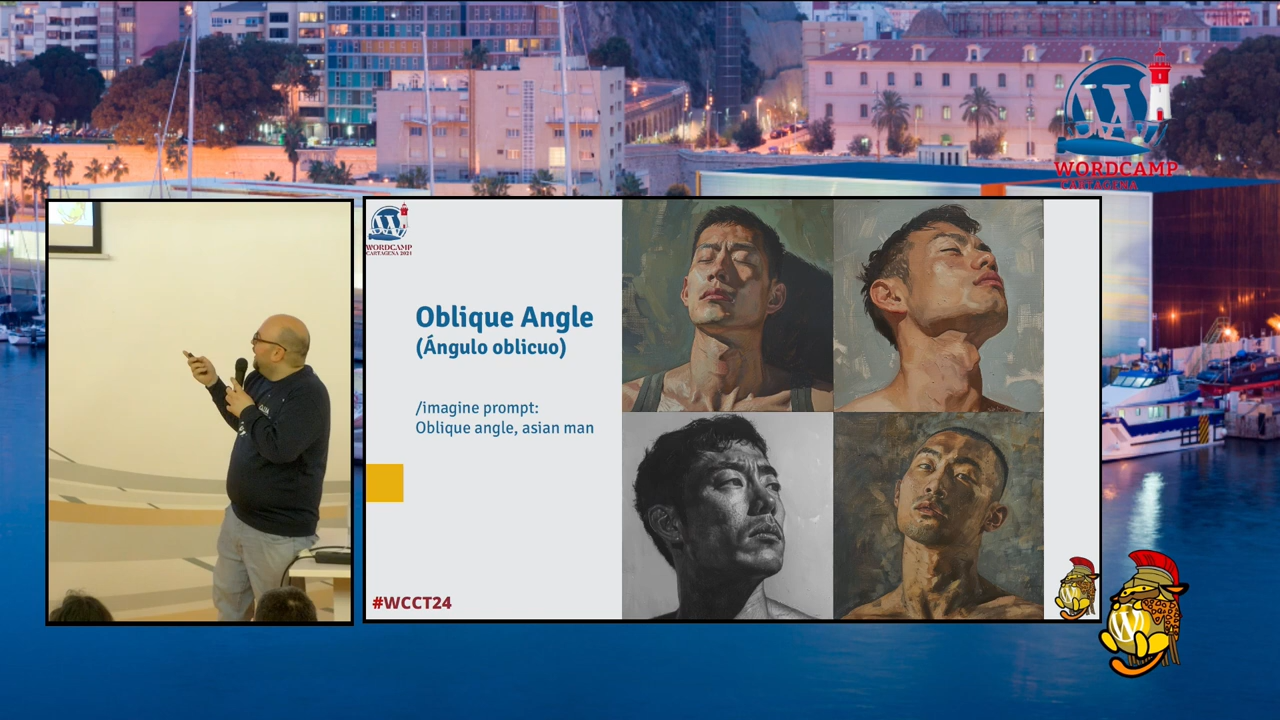 WORDCAMP
CARTAGENA
WORDCAMP
CARTAGENA 2024
Oblique Angle
(Ángulo oblicuo)
/imagine prompt:
Oblique angle, asian man
#WCCT24